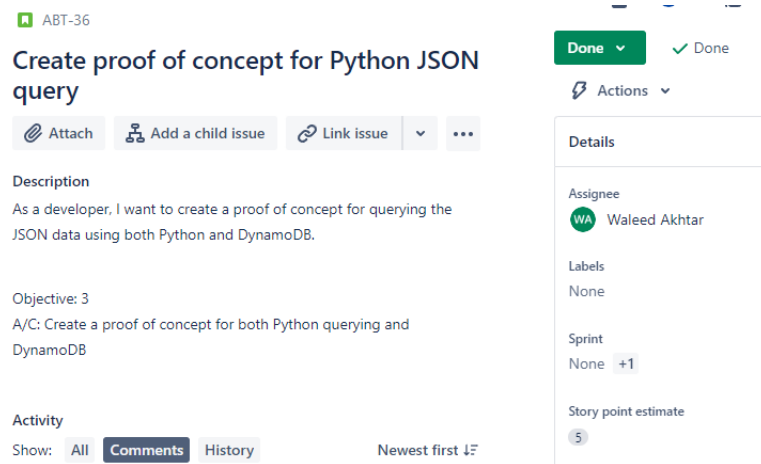 ABT-36
Create proof of concept for Python JSON
query
Attach
Add a child issue
Link issue
Description
As a developer, I want to create a proof of concept for querying the
JSON data using both Python and DynamoDB.
Objective: 3
A/C: Create a proof of concept for both Python querying and
DynamoDB
Activity
Show: All Comments History Newest first
Done Done
Actions
Details
Assignee
WA Waleed Akhtar
Labels
None
Sprint
None +1
Story point estimate
5